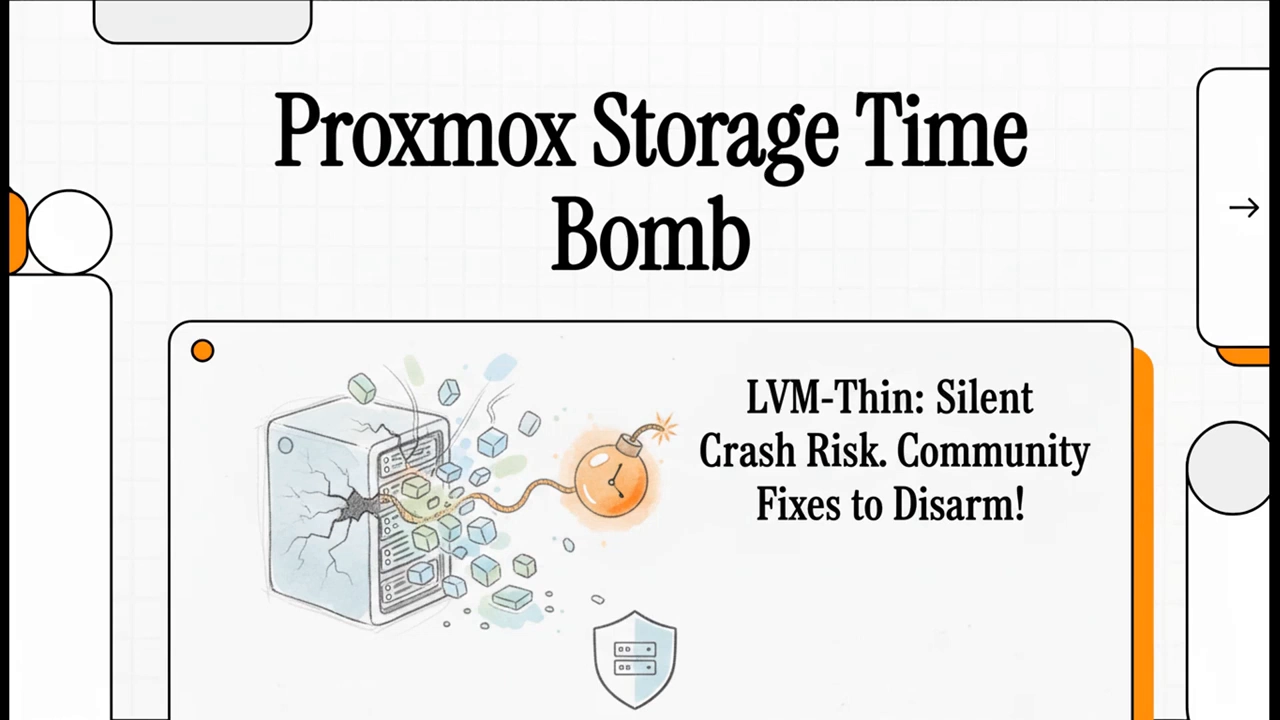 Proxmox Storage Time
Bomb
LVM-Thin: Silent
Crash Risk. Community
Fixes to Disarm!